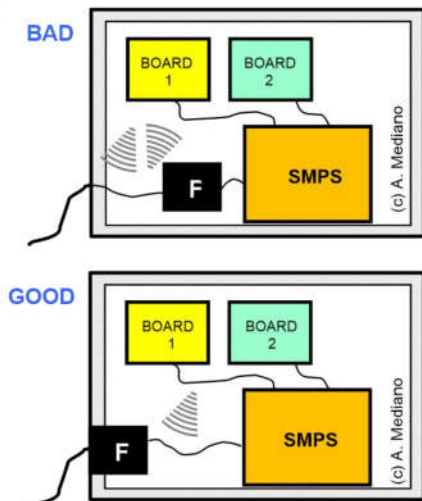 BAD
BOARD
1
BOARD
2
F
SMPS
(c) A. Mediano
GOOD
BOARD
1
BOARD
2
F
SMPS
(c) A. Mediano